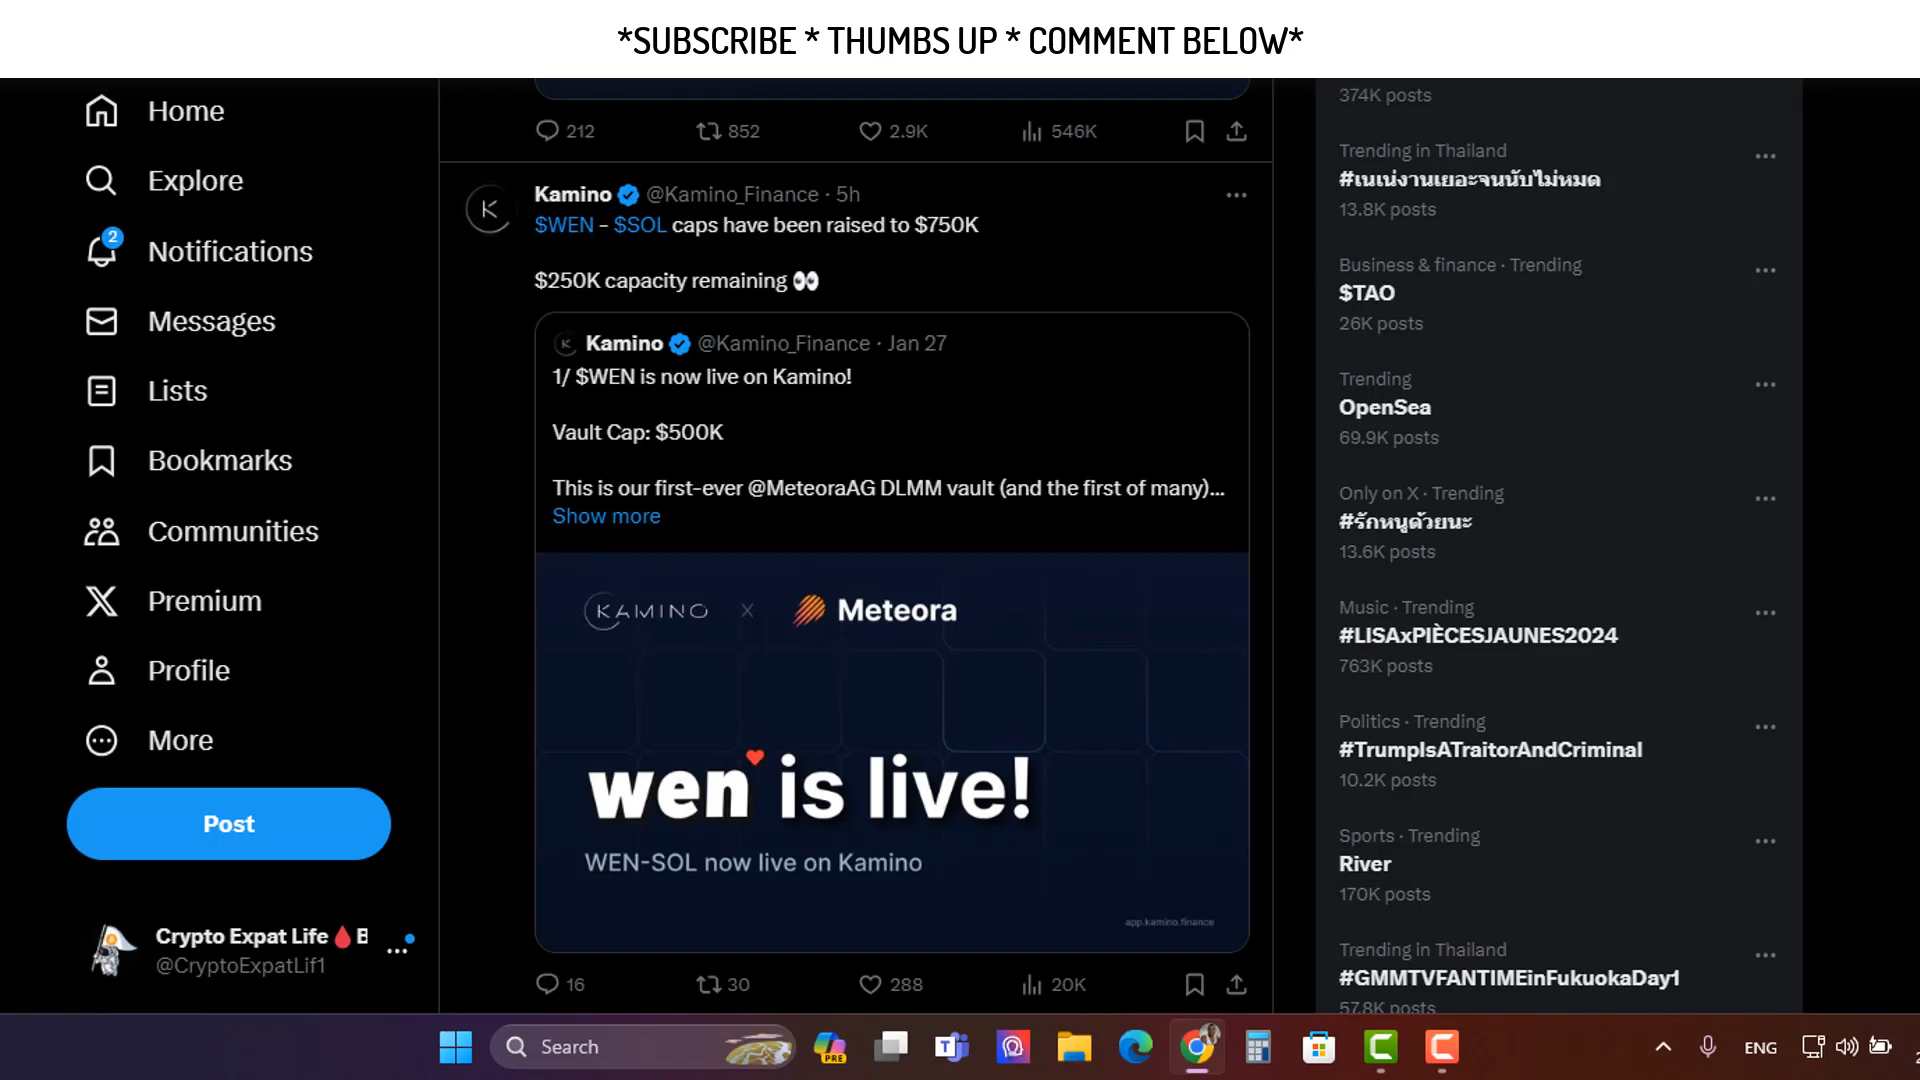 *SUBSCRIBE * THUMBS UP * COMMENT BELOW*
Home
Explore
2
Notifications
Messages
Lists
Bookmarks
Communities
Premium
Profile
More
Post
Crypto Expat Life 🩸B
@CryptoExpatLif1
212
852
2.9K
546K
Kamino @Kamino_Finance · 5h
$WEN - $SOL caps have been raised to $750K
$250K capacity remaining 👀
Kamino @Kamino_Finance · Jan 27
1/ $WEN is now live on Kamino!
Vault Cap: $500K
This is our first-ever @MeteoraAG DLMM vault (and the first of many)...
Show more
KAMINO x Meteora
wen is live!
WEN-SOL now live on Kamino
app.kamino.finance
16
30
288
20K
374K posts
Trending in Thailand
#เนเน่งานเยอะจนนับไม่หมด
13.8K posts
Business & finance · Trending
$TAO
26K posts
Trending
OpenSea
69.9K posts
Only on X · Trending
#รักหนูด้วยนะ
13.6K posts
Music · Trending
#LISAxPIÈCESJAUNES2024
763K posts
Politics · Trending
#TrumpIsATraitorAndCriminal
10.2K posts
Sports · Trending
River
170K posts
Trending in Thailand
#GMMTVFANTIMEinFukuokaDay1
57.8K posts
Search
PRE
ENG